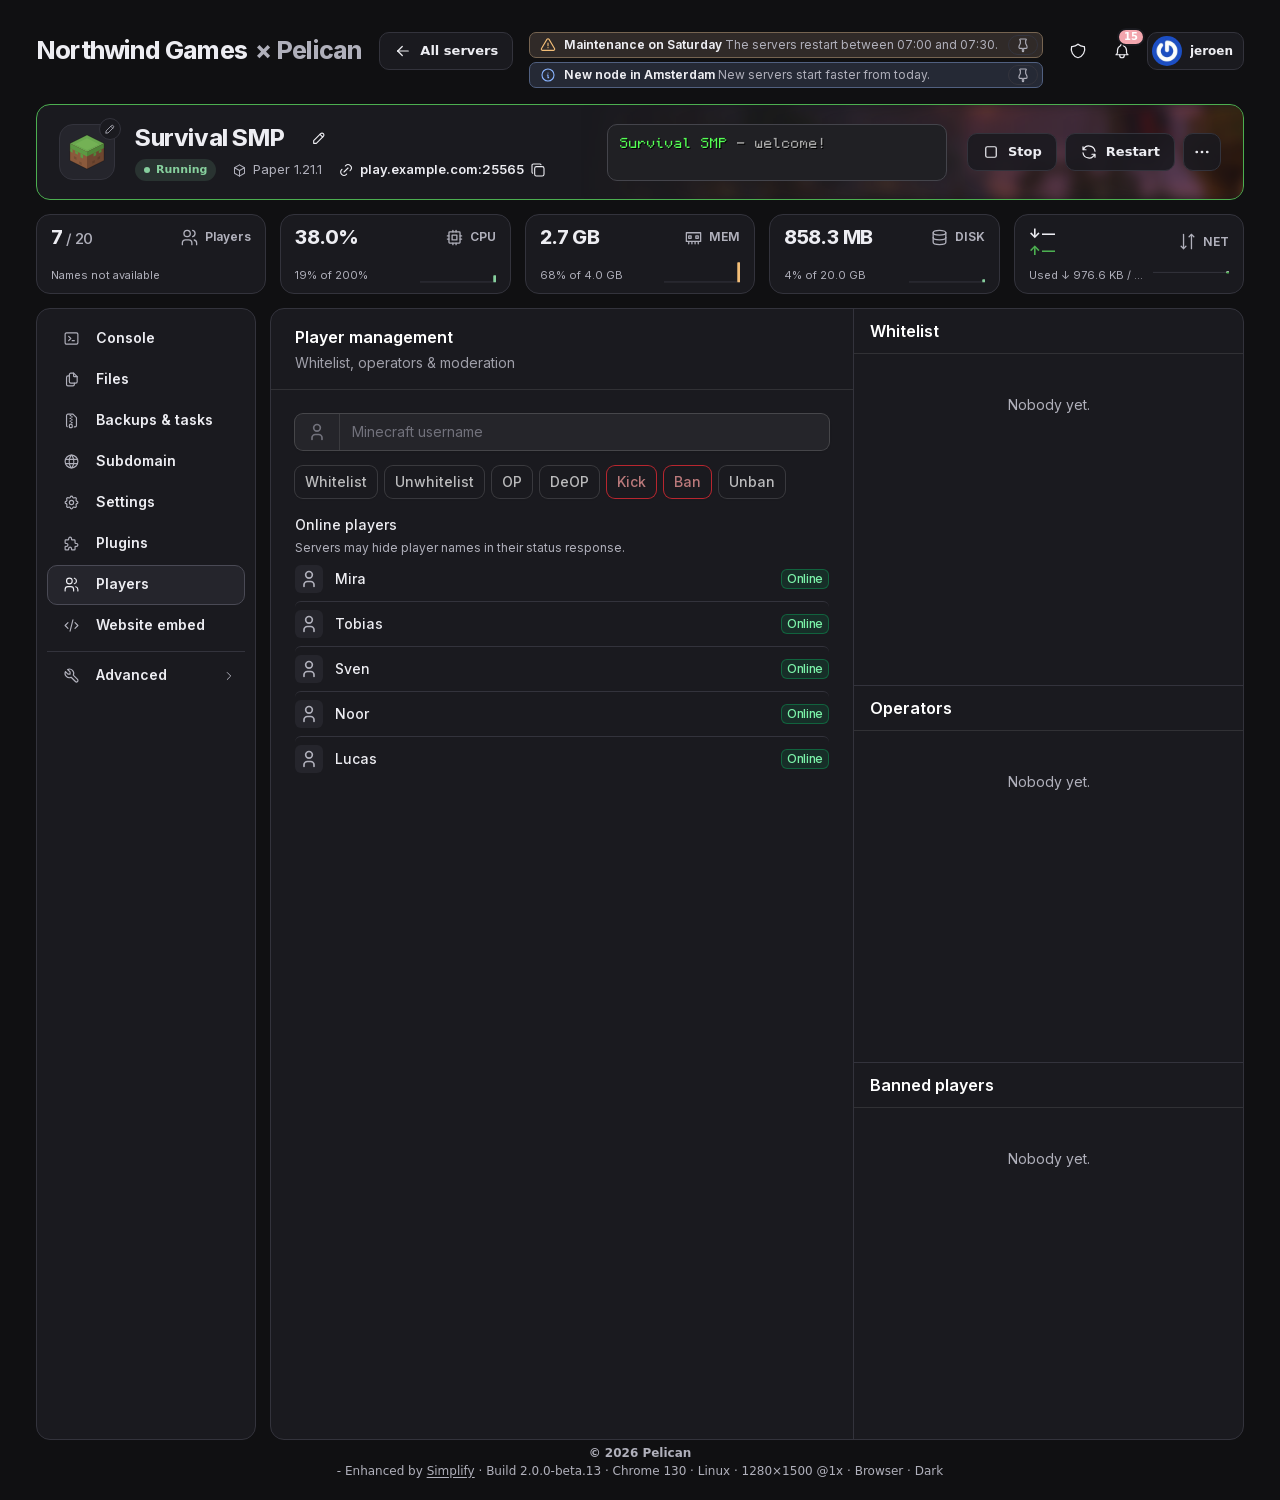 Northwind Games × Pelican
All servers
Maintenance on Saturday The servers restart between 07:00 and 07:30.
New node in Amsterdam New servers start faster from today.
15
jeroen
Survival SMP
Running
Paper 1.21.1
play.example.com:25565
Survival SMP - welcome!
Stop
Restart
7 / 20
Players
Names not available
38.0%
CPU
19% of 200%
2.7 GB
MEM
68% of 4.0 GB
858.3 MB
DISK
4% of 20.0 GB
↓—
↑—
NET
Used ↓ 976.6 KB / ...
Console
Files
Backups & tasks
Subdomain
Settings
Plugins
Players
Website embed
Advanced
Player management
Whitelist, operators & moderation
Minecraft username
Whitelist
Unwhitelist
OP
DeOP
Kick
Ban
Unban
Online players
Servers may hide player names in their status response.
Mira
Online
Tobias
Online
Sven
Online
Noor
Online
Lucas
Online
Whitelist
Nobody yet.
Operators
Nobody yet.
Banned players
Nobody yet.
© 2026 Pelican
- Enhanced by Simplify · Build 2.0.0-beta.13 · Chrome 130 · Linux · 1280×1500 @1x · Browser · Dark